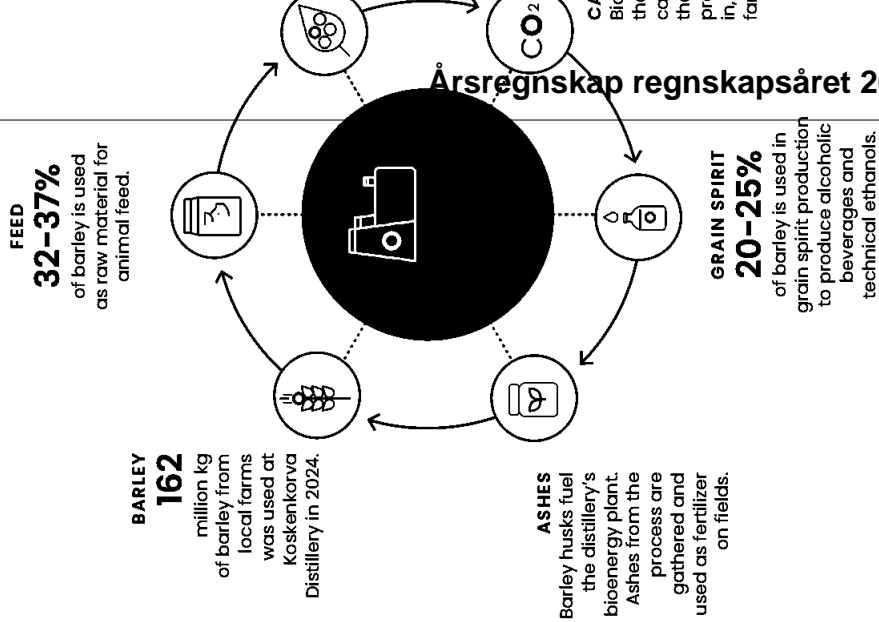 Årsregnskap regnskapsåret
FEED
32–37%
of barley is used
as raw material for
animal feed.
CO₂
GRAIN SPIRIT
20–25%
of barley is used in
grain spirit production
to produce alcoholic
beverages and
technical ethanols.
BARLEY
162
million kg
of barley from
local farms
was used at
Koskenkorva
Distillery in 2024.
ASHES
Barley husks fuel
the distillery's
bioenergy plant.
Ashes from the
process are
gathered and
used as fertilizer
on fields.